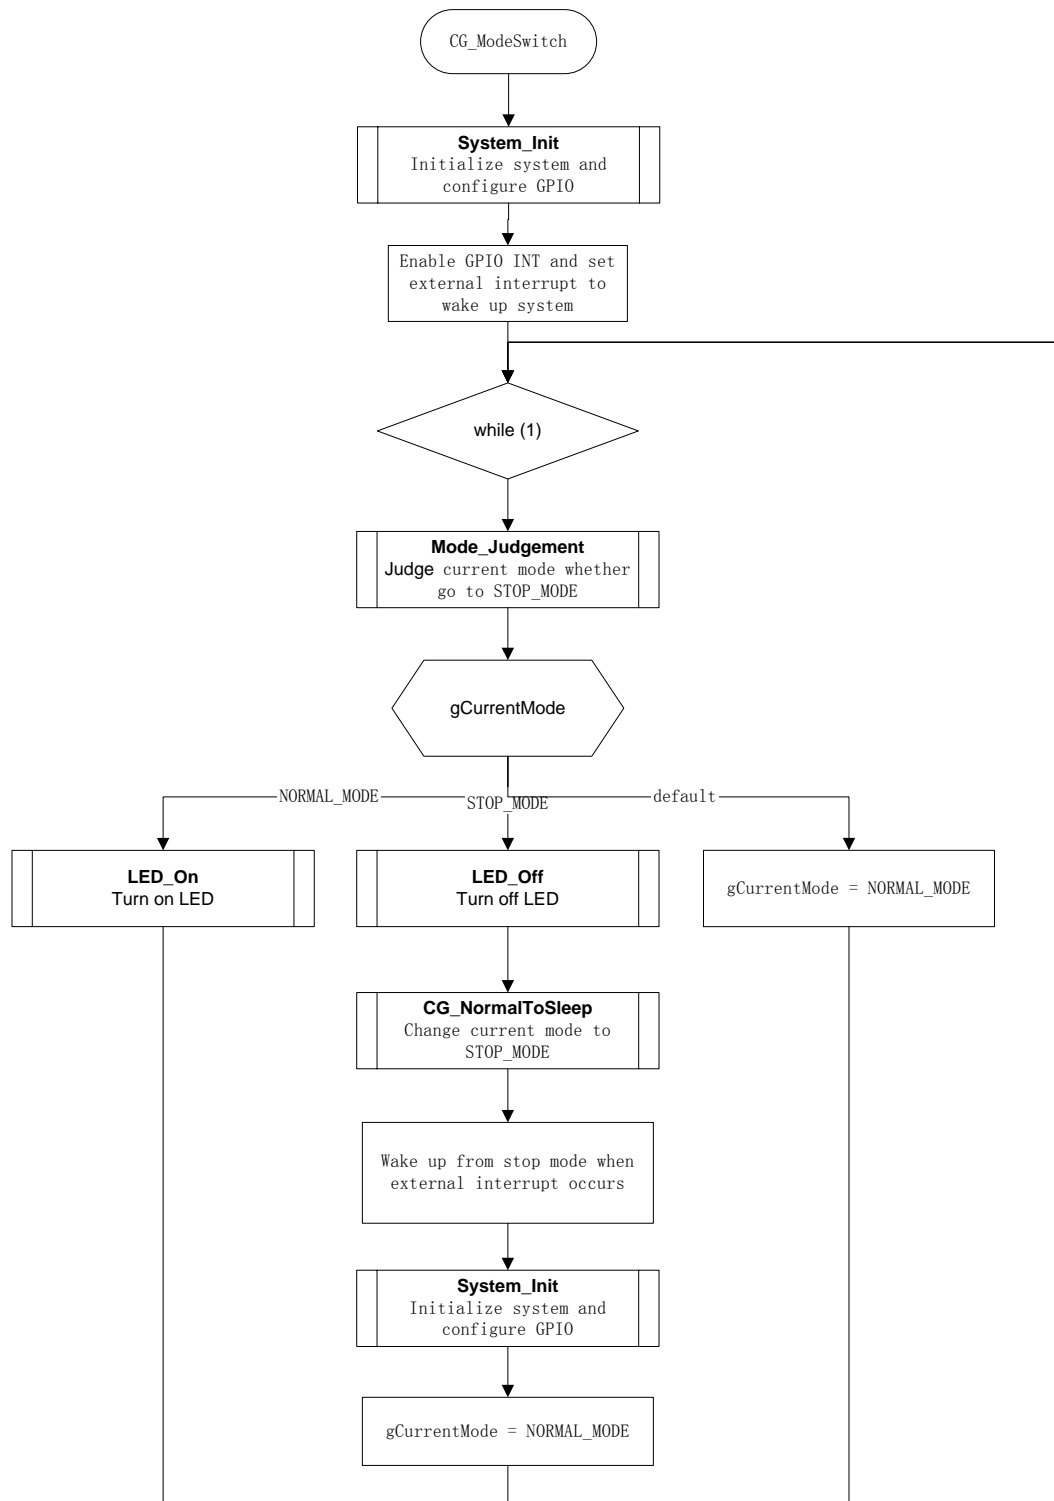 CG_ModeSwitch
System_Init
Initialize system and
configure GPIO
Enable GPIO INT and set
external interrupt to
wake up system
while (1)
Mode_Judgement
Judge current mode whether
go to STOP_MODE
gCurrentMode
NORMAL_MODE
STOP_MODE
default
LED_On
Turn on LED
LED_Off
Turn off LED
gCurrentMode = NORMAL_MODE
CG_NormalToSleep
Change current mode to
STOP_MODE
Wake up from stop mode when
external interrupt occurs
System_Init
Initialize system and
configure GPIO
gCurrentMode = NORMAL_MODE